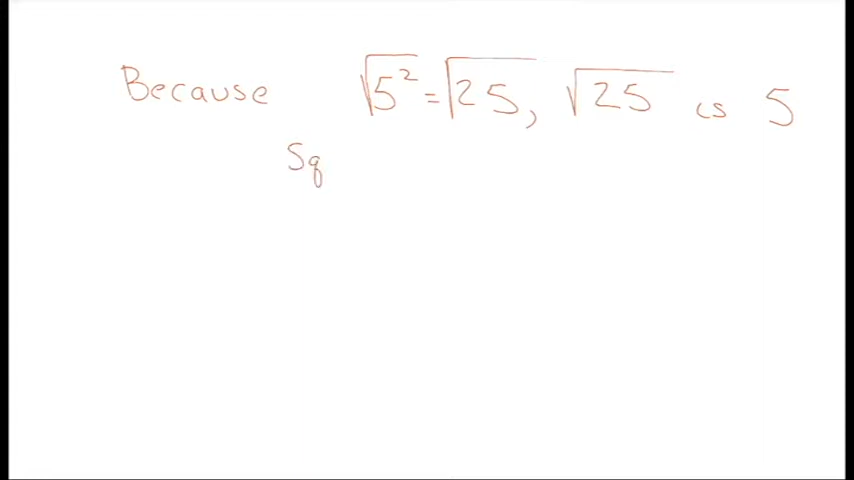 Because √5² = √25, √25 is 5
Sq